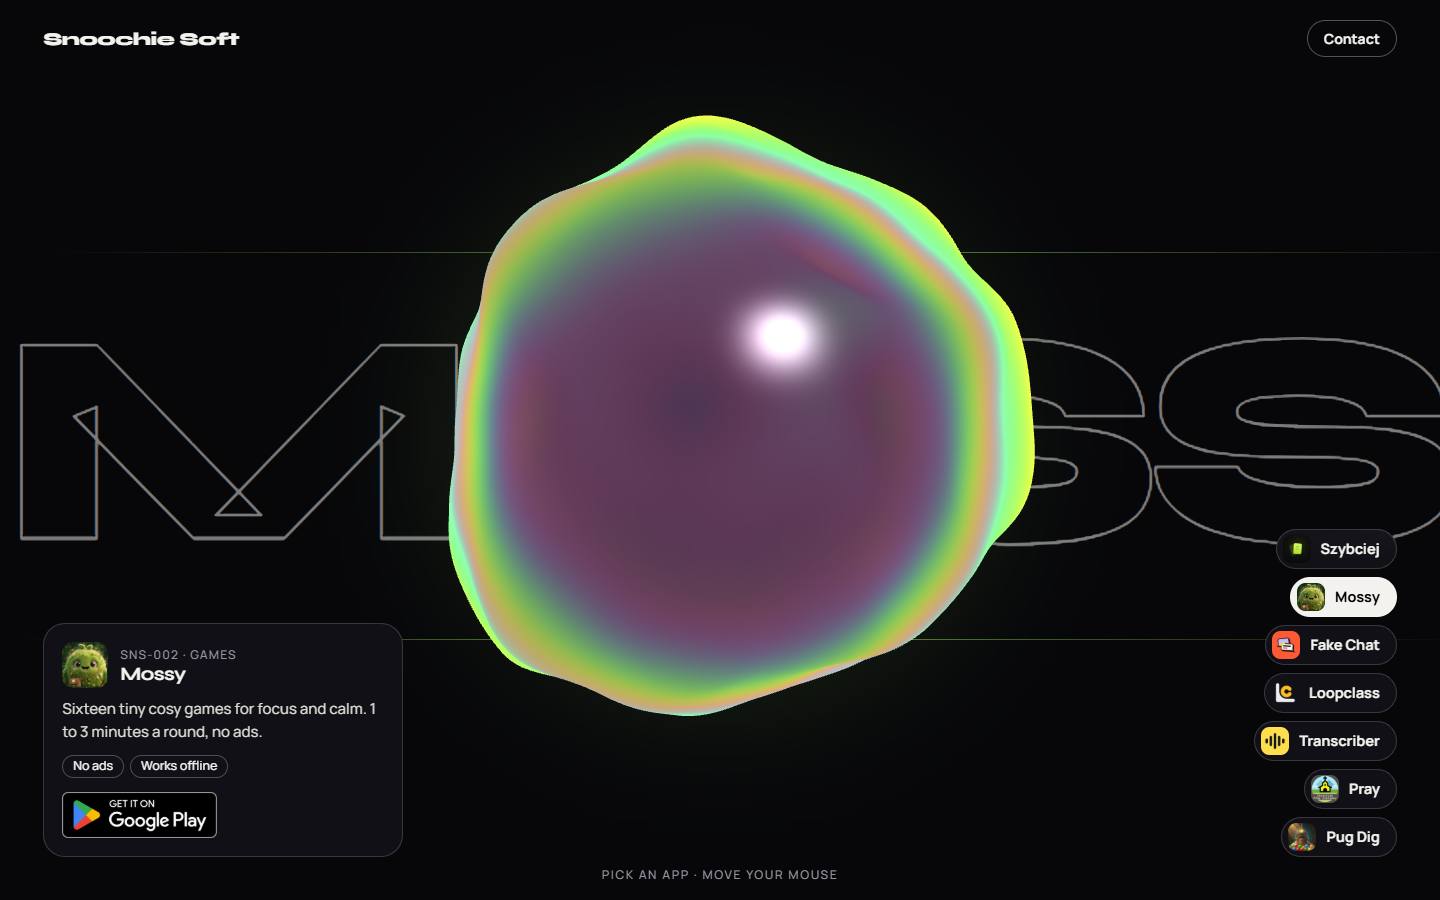 Snoochie Soft
Contact
M SS
Szybciej
Mossy
Fake Chat
Loopclass
Transcriber
Pray
Pug Dig
SNS-002 · GAMES
Mossy
Sixteen tiny cosy games for focus and calm. 1
to 3 minutes a round, no ads.
No ads
Works offline
GET IT ON
Google Play
PICK AN APP · MOVE YOUR MOUSE